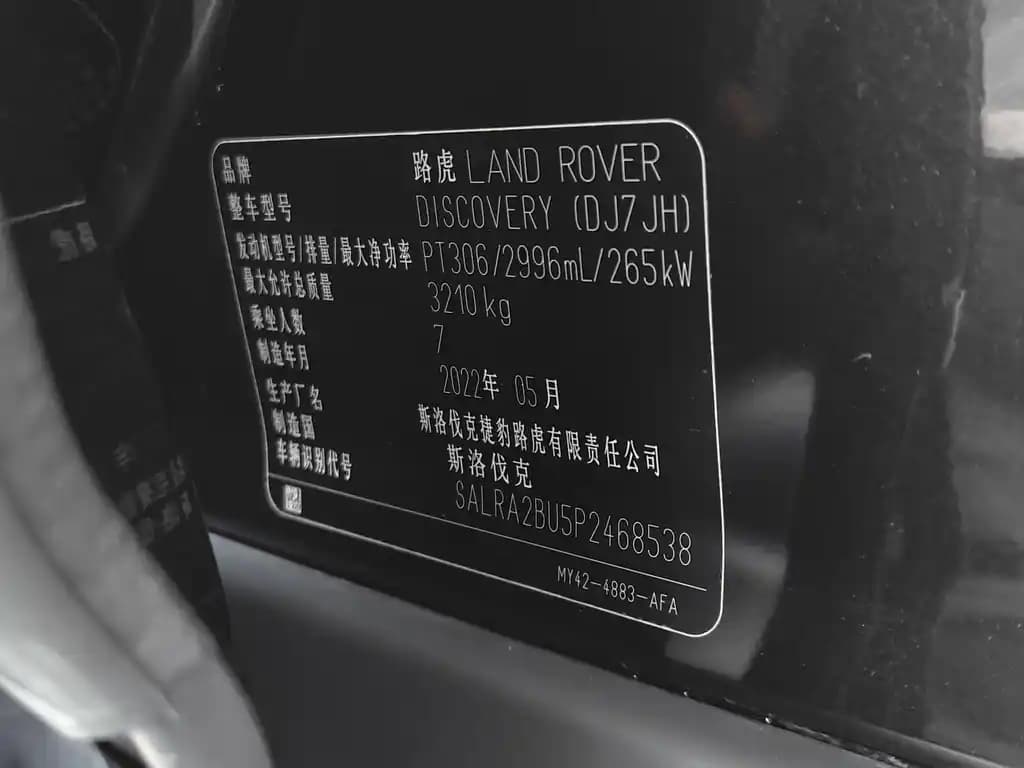 品牌 路虎 LAND ROVER
整车型号 DISCOVERY (DJ7JH)
发动机型号/排量/最大净功率 PT306/2996mL/265kW
最大允许总质量 3210kg
乘坐人数 7
制造年月 2022年 05月
生产厂名 斯洛伐克捷豹路虎有限责任公司
制造国 斯洛伐克
车辆识别代号 SALRA2BU5P2468538
MY42-4883-AFA